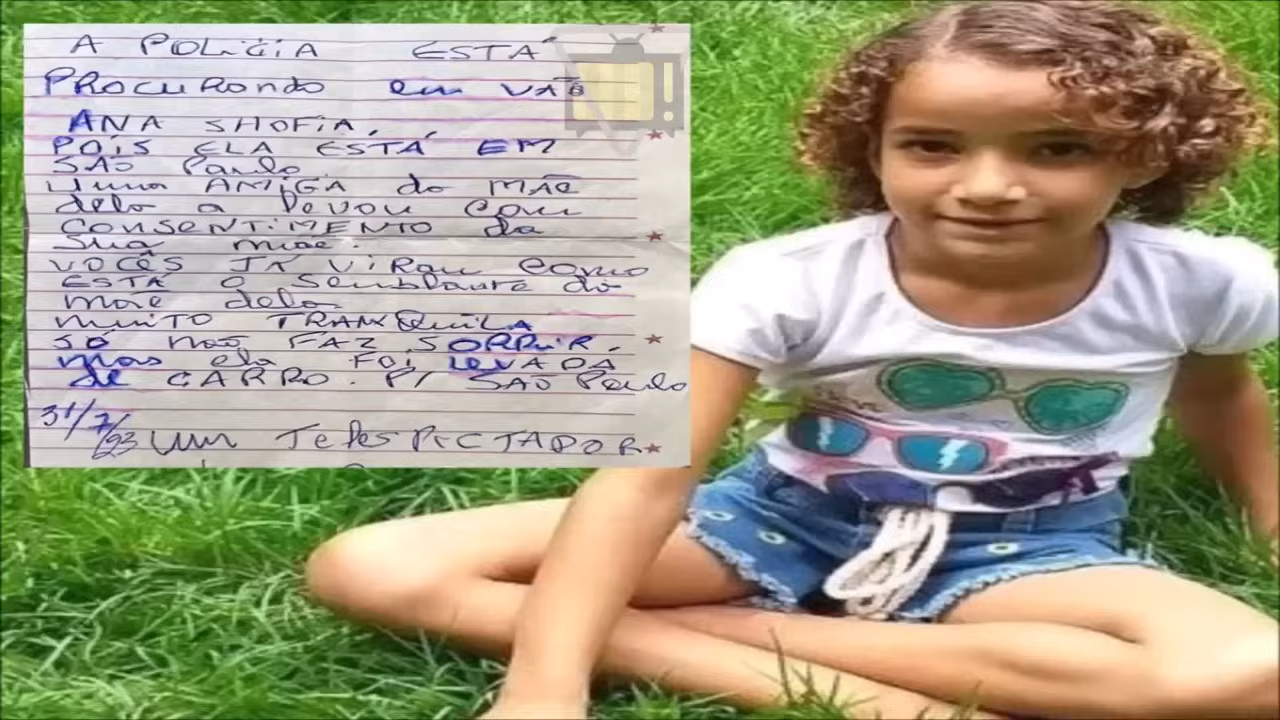 A POLiCiA ESTÁ
PROCURANDO em VÃO
ANA SHOFiA,
POiS ELA ESTÁ EM
SÃO Paulo.
Uma AMiGA da MÃE
dela a levou com
CONSENTiMENTO da
sua mãe.
VOCÊS JÁ VIRAM como
ESTÁ O Semblante da
mãe dela
MUiTO TRANQUiLA
SÓ NÃO FAZ SORRiR,
mas ela FOi LEVADA
de CARRO. P/ SÃO Paulo
31/7/23 Um TeLeSPECTADOR